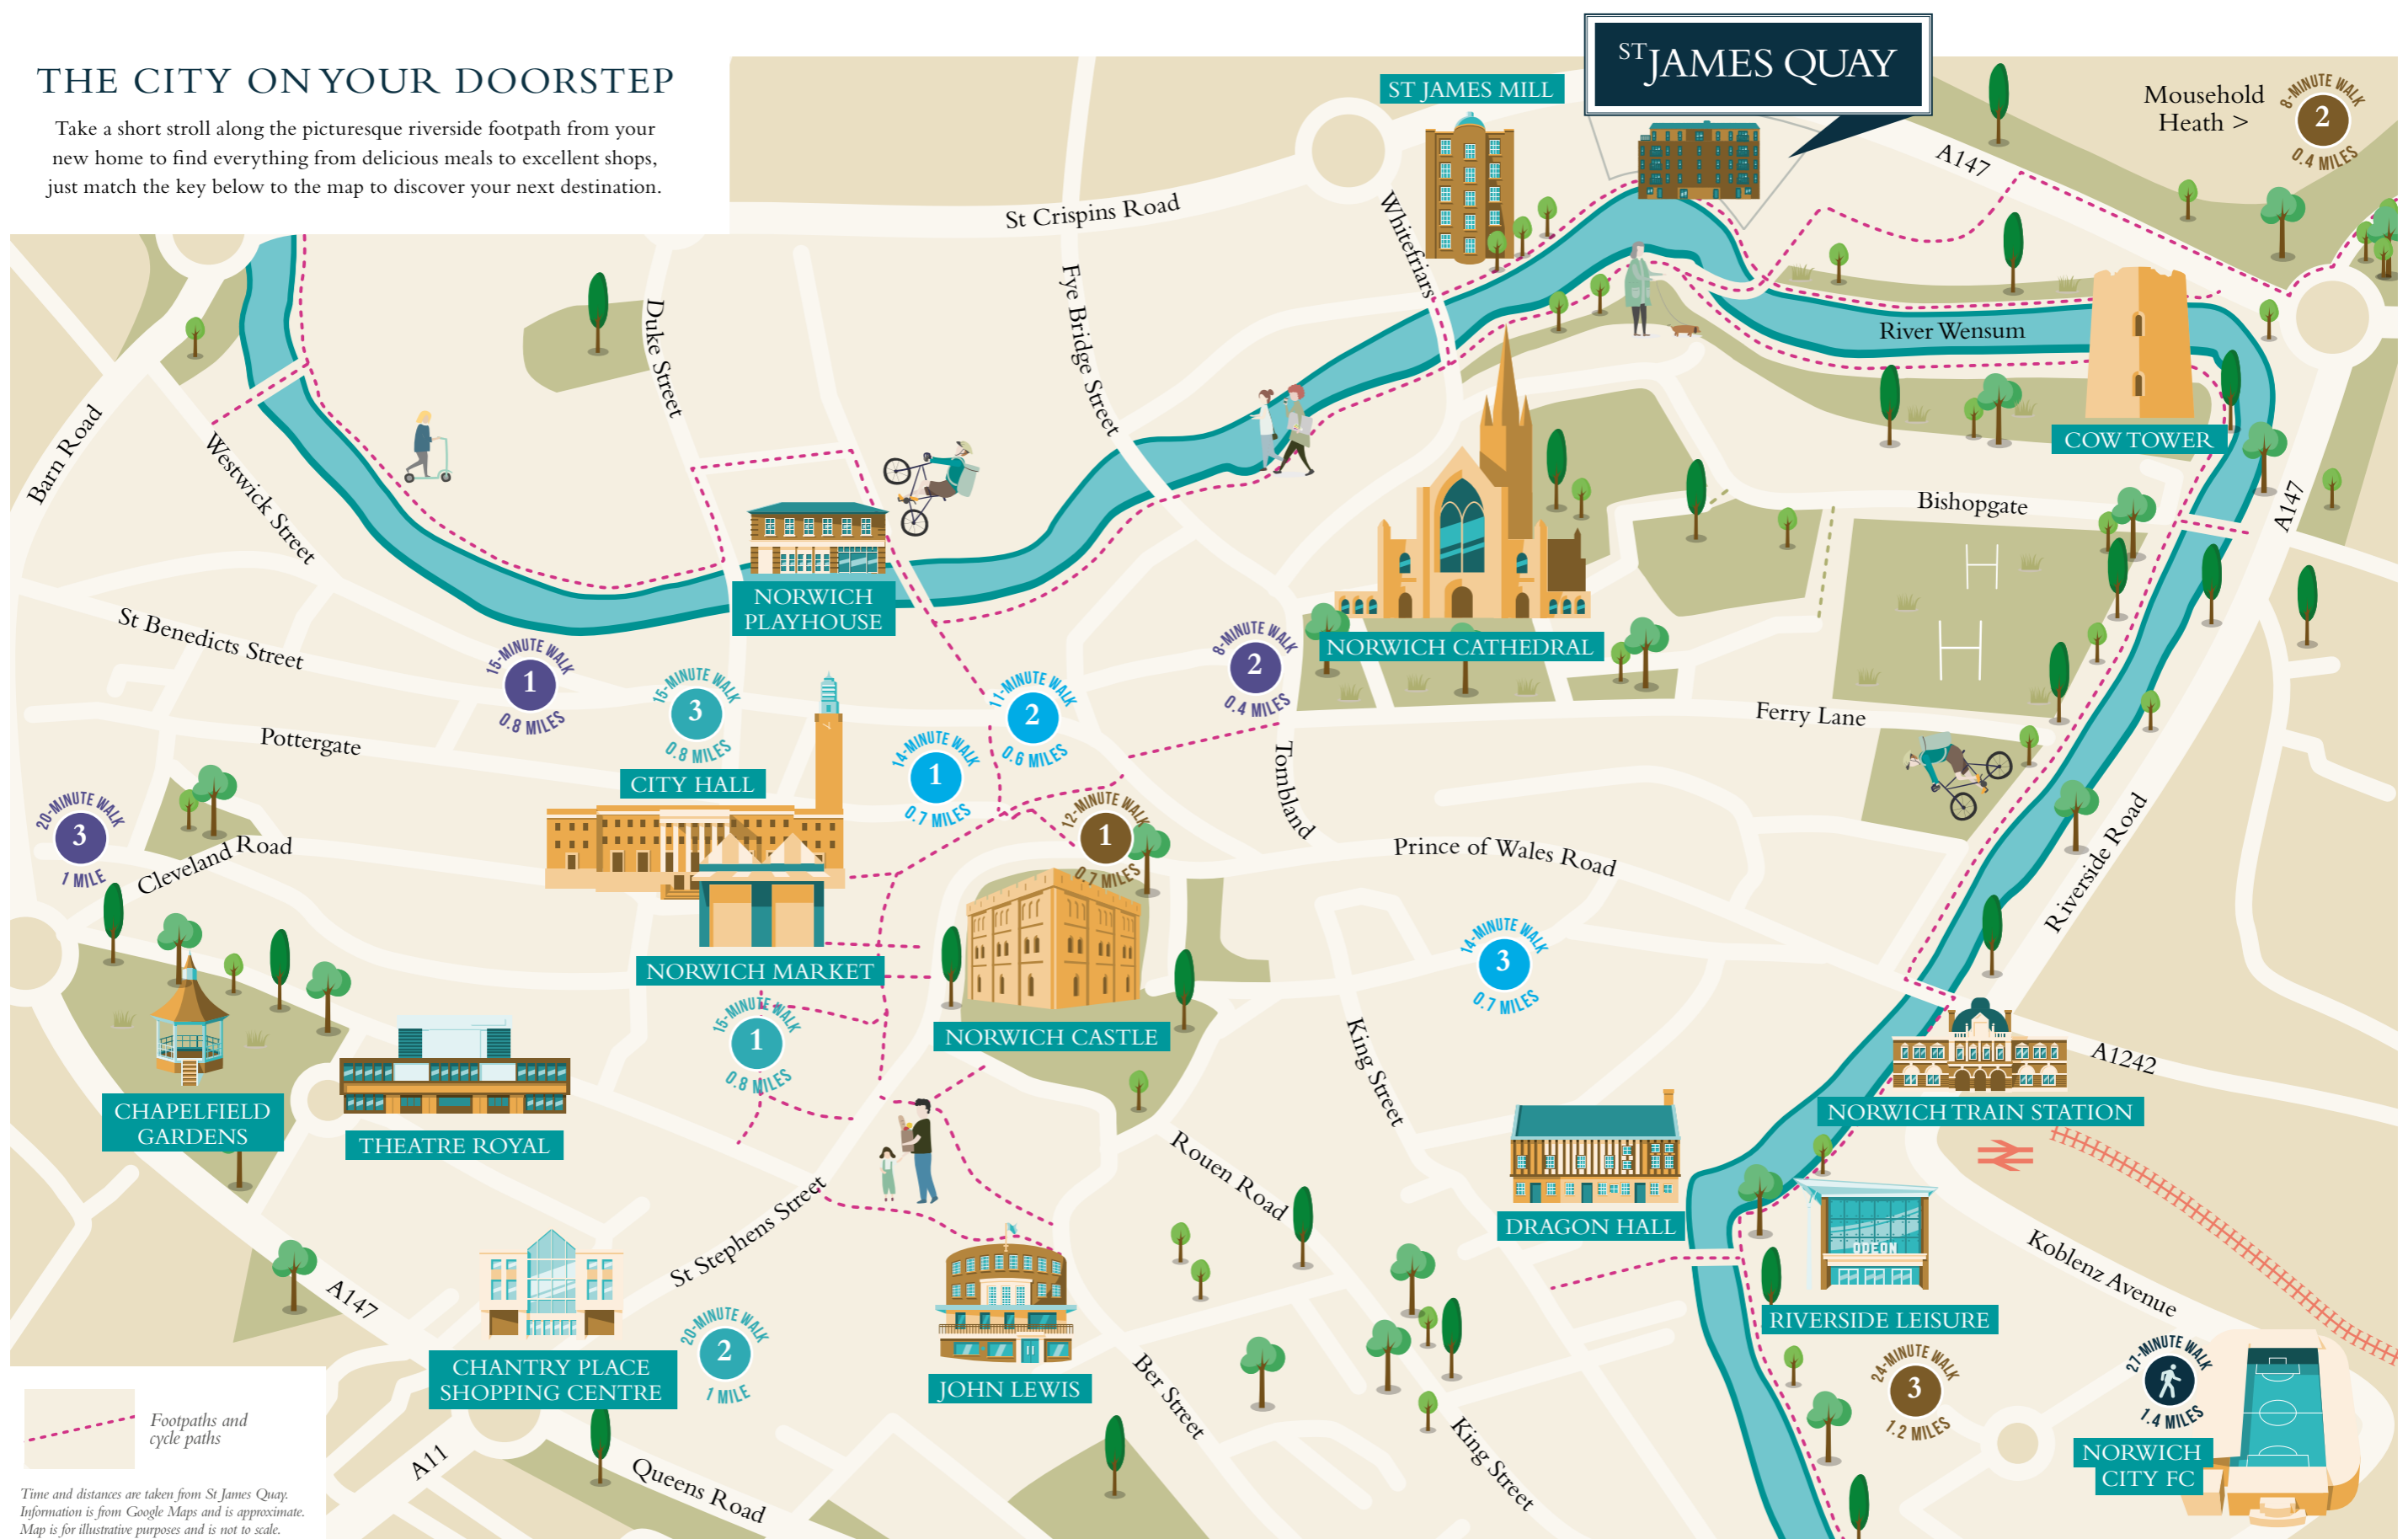 THE CITY ON YOUR DOORSTEP
Take a short stroll along the picturesque riverside footpath from your
new home to find everything from delicious meals to excellent shops,
just match the key below to the map to discover your next destination.
ST JAMES QUAY
ST JAMES MILL
Mousehold
Heath >
8-MINUTE WALK
2
0.4 MILES
A147
St Crispins Road
Whitefriars
Fye Bridge Street
Duke Street
River Wensum
COW TOWER
Barn Road
Westwick Street
Bishopgate
A147
NORWICH
PLAYHOUSE
St Benedicts Street
15-MINUTE WALK
1
0.8 MILES
15-MINUTE WALK
3
0.8 MILES
CITY HALL
11-MINUTE WALK
2
0.6 MILES
14-MINUTE WALK
1
0.7 MILES
8-MINUTE WALK
2
0.4 MILES
NORWICH CATHEDRAL
Ferry Lane
Tombland
Pottergate
20-MINUTE WALK
3
1 MILE
Cleveland Road
12-MINUTE WALK
1
0.7 MILES
Prince of Wales Road
Riverside Road
NORWICH MARKET
14-MINUTE WALK
3
0.7 MILES
15-MINUTE WALK
1
0.8 MILES
NORWICH CASTLE
King Street
A1242
NORWICH TRAIN STATION
CHAPELFIELD
GARDENS
THEATRE ROYAL
Rouen Road
DRAGON HALL
St Stephens Street
ODEON
RIVERSIDE LEISURE
Koblenz Avenue
A147
CHANTRY PLACE
SHOPPING CENTRE
20-MINUTE WALK
2
1 MILE
JOHN LEWIS
Ber Street
King Street
24-MINUTE WALK
3
1.2 MILES
27-MINUTE WALK
1.4 MILES
NORWICH
CITY FC
A11
Queens Road
Footpaths and
cycle paths
Time and distances are taken from St James Quay.
Information is from Google Maps and is approximate.
Map is for illustrative purposes and is not to scale.